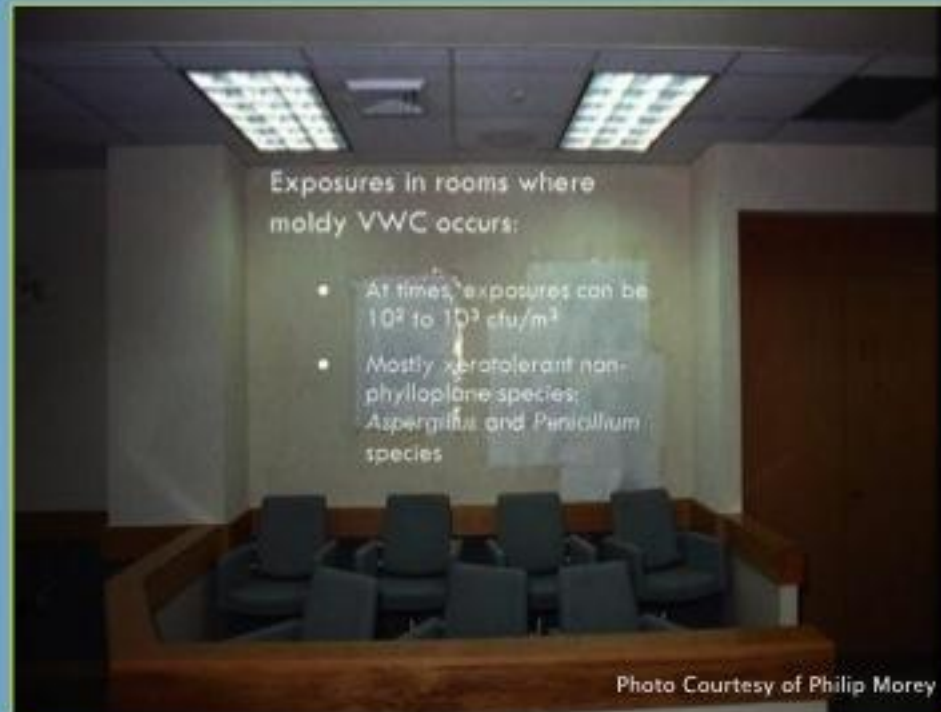 Exposures in rooms where
moldy VWC occurs:
• At times, exposures can be
10² to 10³ cfu/m³
• Mostly xerotolerant non-
phylloplane species;
Aspergillus and Penicillium
species
Photo Courtesy of Philip Morey